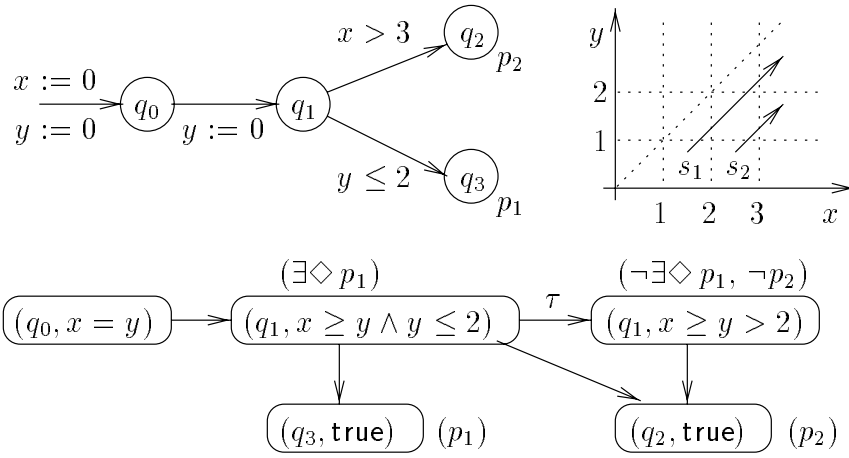 x > 3
q₂
p₂
x := 0
y := 0
q₀
y := 0
q₁
y ≤ 2
q₃
p₁
y
2
1
s₁
s₂
1
2
3
x
(∃◇ p₁)
(¬∃◇ p₁, ¬p₂)
(q₀, x = y)
(q₁, x ≥ y ∧ y ≤ 2)
τ
(q₁, x ≥ y > 2)
(q₃, true)
(p₁)
(q₂, true)
(p₂)